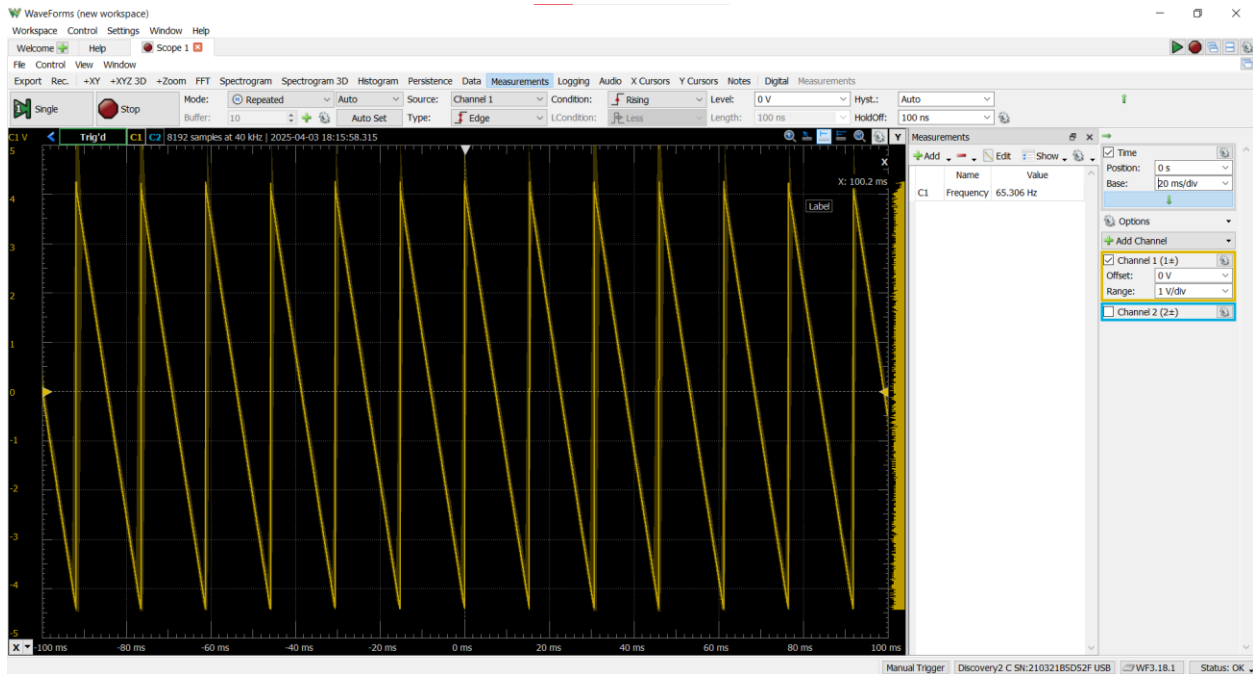 WaveForms (new workspace)
Workspace Control Settings Window Help
Welcome Help Scope 1
File Control View Window
Export Rec. +XY +XYZ 3D +Zoom FFT Spectrogram Spectrogram 3D Histogram Persistence Data Measurements Logging Audio X Cursors Y Cursors Notes Digital Measurements
Single Stop Mode: Repeated Auto Source: Channel 1 Condition: Rising Level: 0 V Hyst.: Auto
Buffer: 10 Auto Set Type: Edge LCondition: Less Length: 100 ns HoldOff: 100 ns
C1 V Trig'd C1 C2 8192 samples at 40 kHz | 2025-04-03 18:15:58.315 Y
X
X: 100.2 ms
Label
5
4
3
2
1
0
-1
-2
-3
-4
-5
X -100 ms -80 ms -60 ms -40 ms -20 ms 0 ms 20 ms 40 ms 60 ms 80 ms 100 ms
Measurements
Add Edit Show
Name Value
C1 Frequency 65.306 Hz
Time
Position: 0 s
Base: 20 ms/div
Options
Add Channel
Channel 1 (1±)
Offset: 0 V
Range: 1 V/div
Channel 2 (2±)
Manual Trigger Discovery2 C SN:210321B5D52F USB WF3.18.1 Status: OK